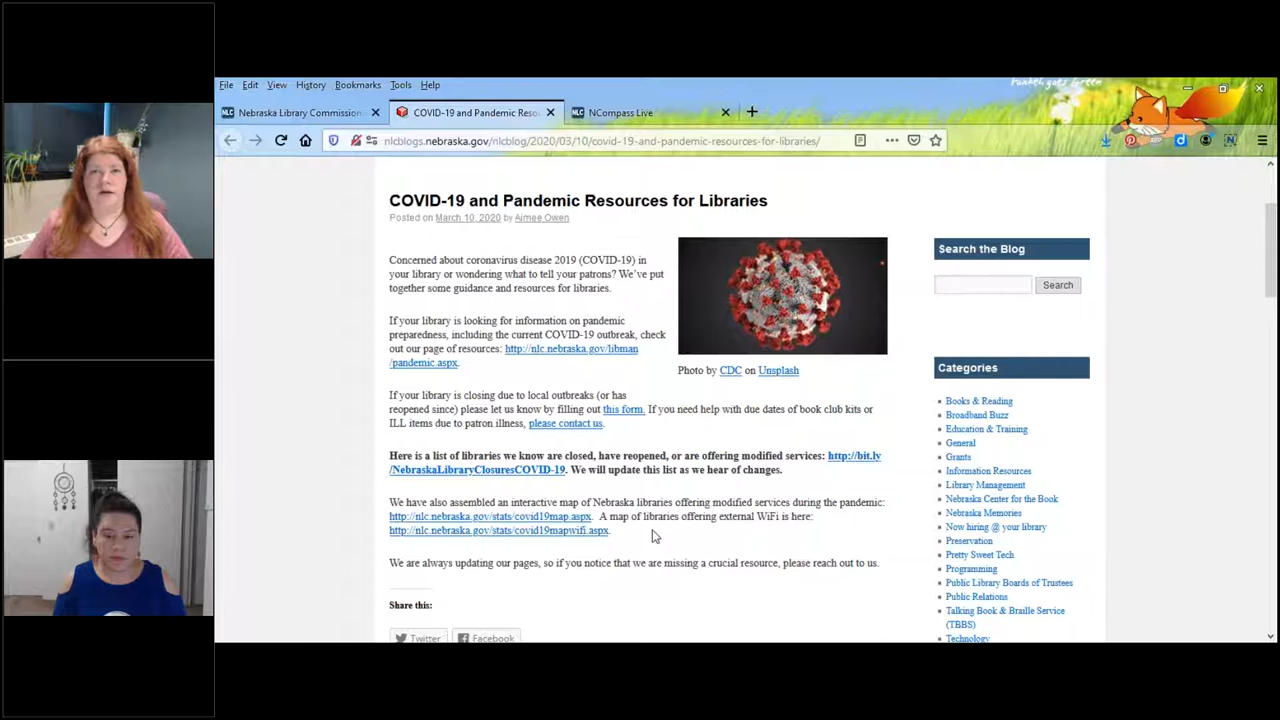 Funkeh goes Green
File Edit View History Bookmarks Tools Help
Nebraska Library Commission
COVID-19 and Pandemic Reso
NCompass Live
nlcblogs.nebraska.gov/nlcblog/2020/03/10/covid-19-and-pandemic-resources-for-libraries/
COVID-19 and Pandemic Resources for Libraries
Posted on March 10, 2020 by Aimee Owen
Concerned about coronavirus disease 2019 (COVID-19) in
your library or wondering what to tell your patrons? We've put
together some guidance and resources for libraries.
If your library is looking for information on pandemic
preparedness, including the current COVID-19 outbreak, check
out our page of resources: http://nlc.nebraska.gov/libman
/pandemic.aspx.
Photo by CDC on Unsplash
If your library is closing due to local outbreaks (or has
reopened since) please let us know by filling out this form. If you need help with due dates of book club kits or
ILL items due to patron illness, please contact us.
Here is a list of libraries we know are closed, have reopened, or are offering modified services: http://bit.ly
/NebraskaLibraryClosuresCOVID-19. We will update this list as we hear of changes.
We have also assembled an interactive map of Nebraska libraries offering modified services during the pandemic:
http://nlc.nebraska.gov/stats/covid19map.aspx. A map of libraries offering external WiFi is here:
http://nlc.nebraska.gov/stats/covid19mapwifi.aspx.
We are always updating our pages, so if you notice that we are missing a crucial resource, please reach out to us.
Share this:
Twitter
Facebook
Search the Blog
Search
Categories
Books & Reading
Broadband Buzz
Education & Training
General
Grants
Information Resources
Library Management
Nebraska Center for the Book
Nebraska Memories
Now hiring @ your library
Preservation
Pretty Sweet Tech
Programming
Public Library Boards of Trustees
Public Relations
Talking Book & Braille Service
(TBBS)
Technology